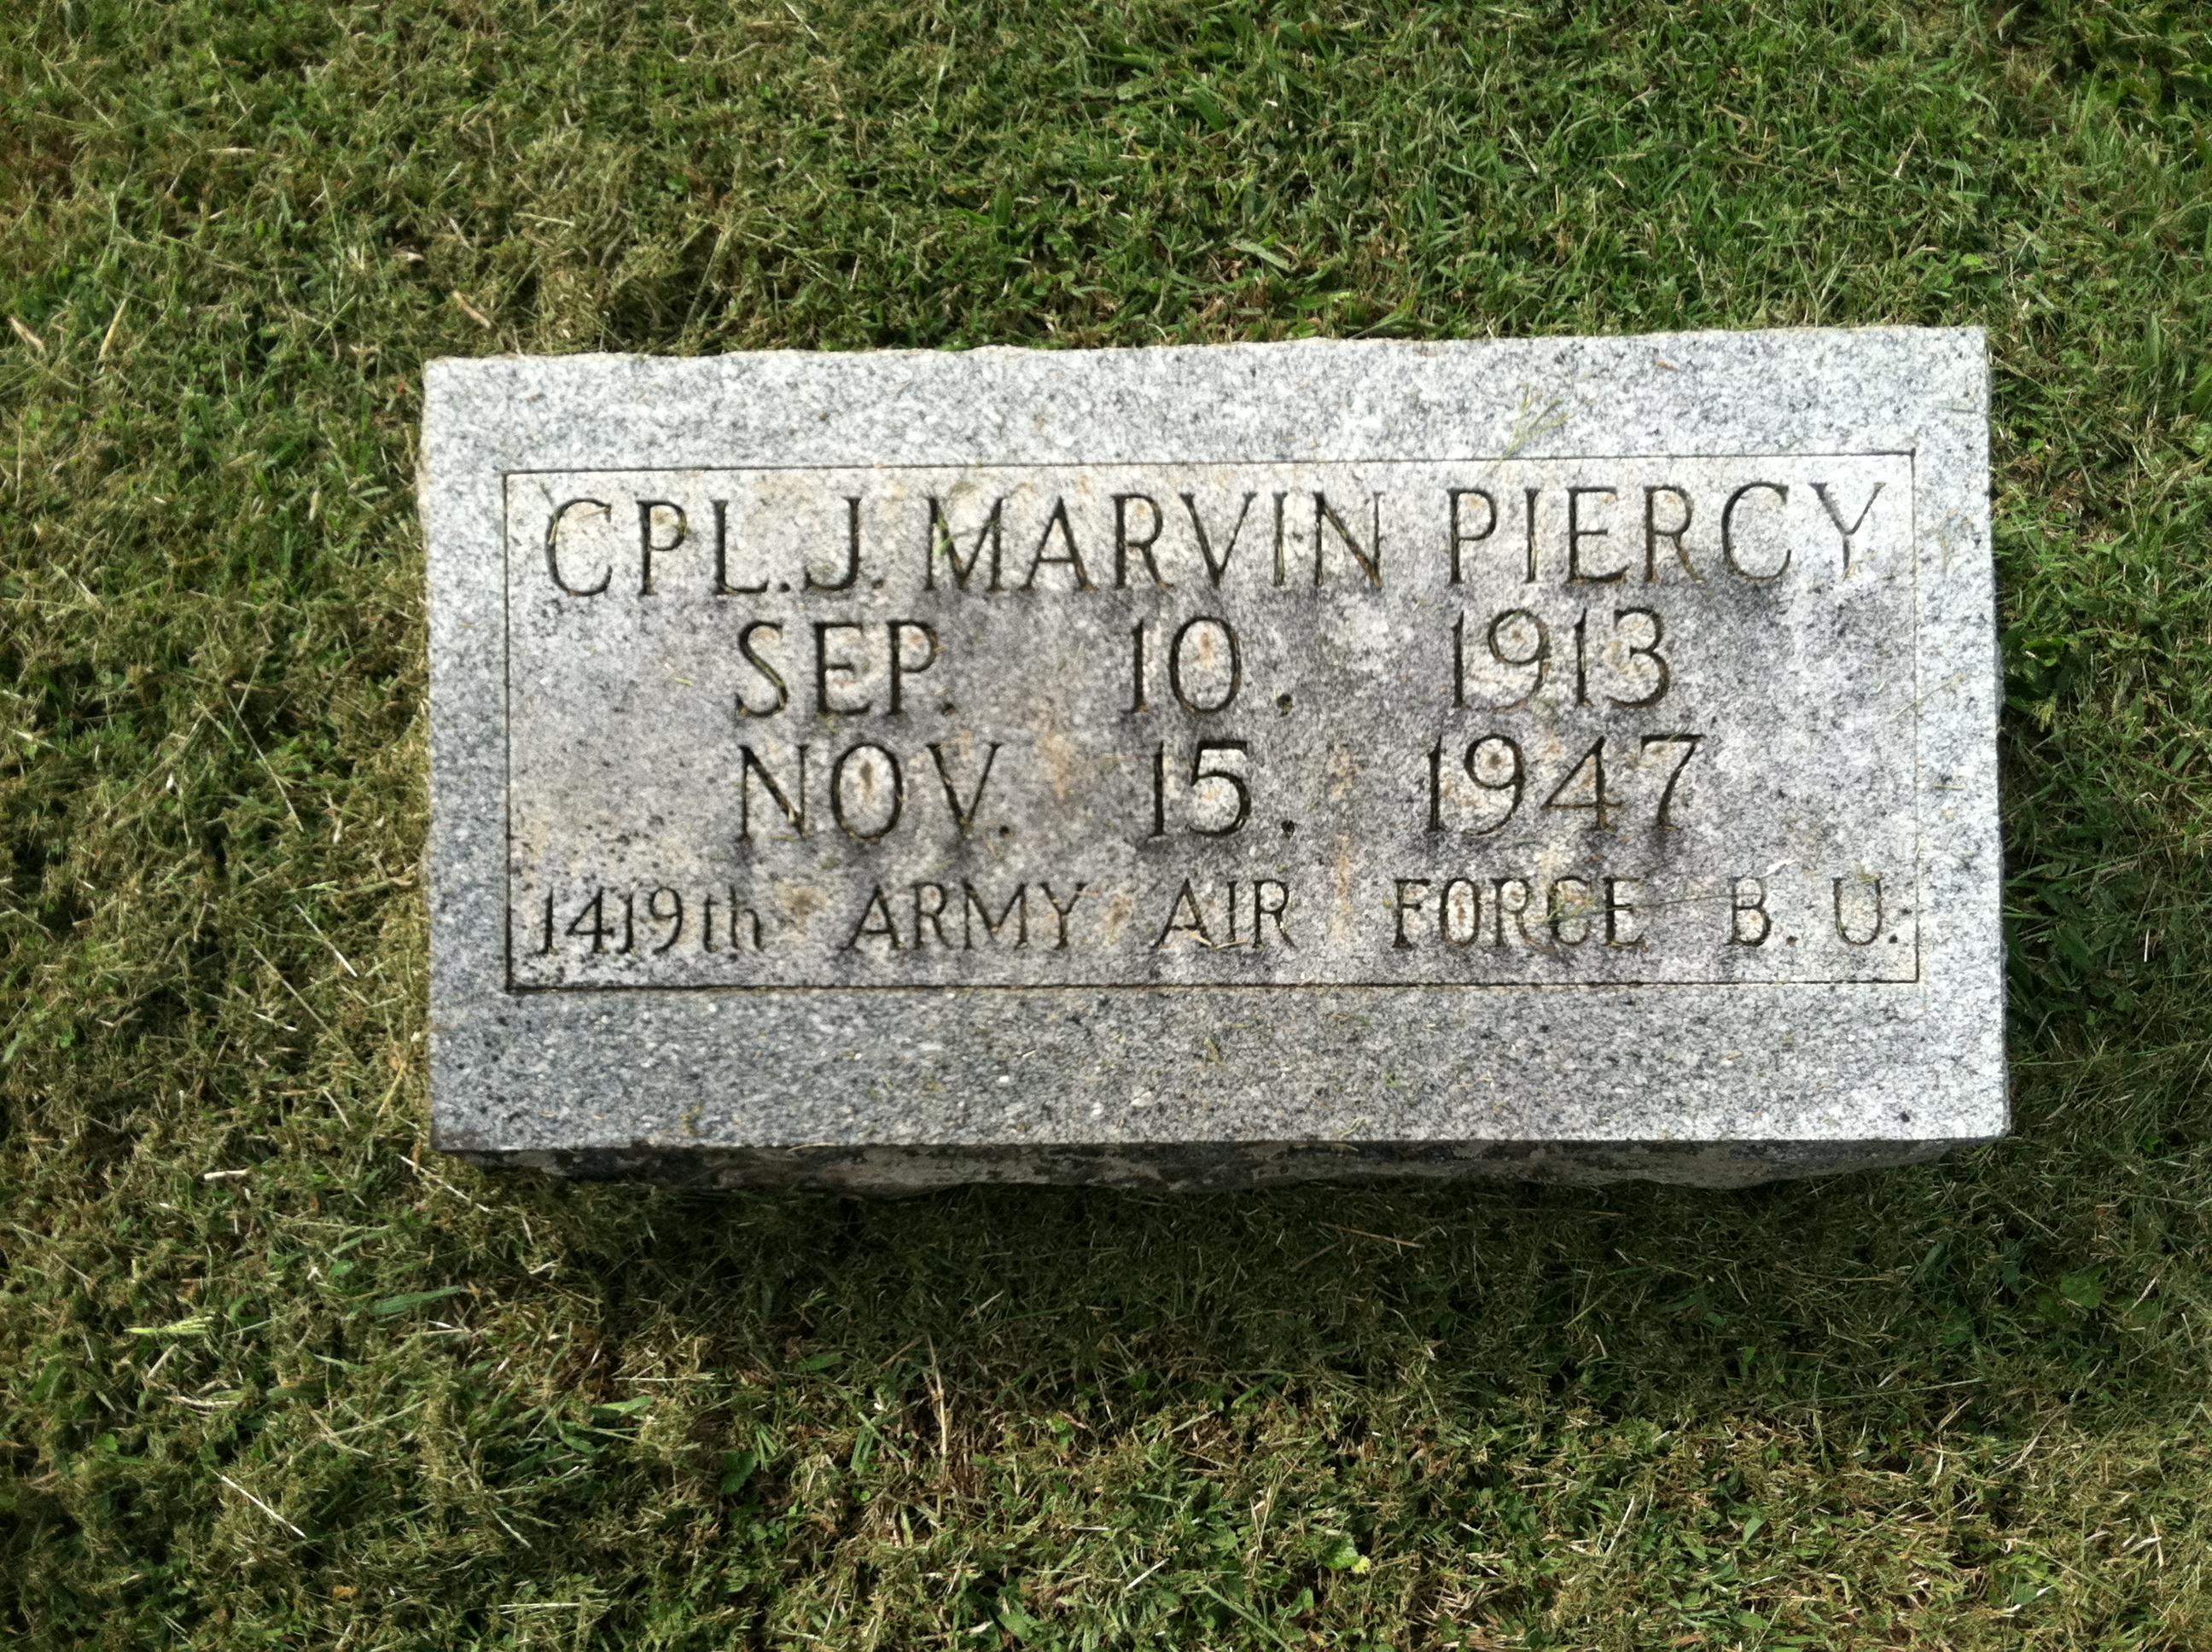 CPL. J. MARVIN PIERCY
SEP. 10. 1913
NOV. 15. 1947
1419th ARMY AIR FORCE B. U.